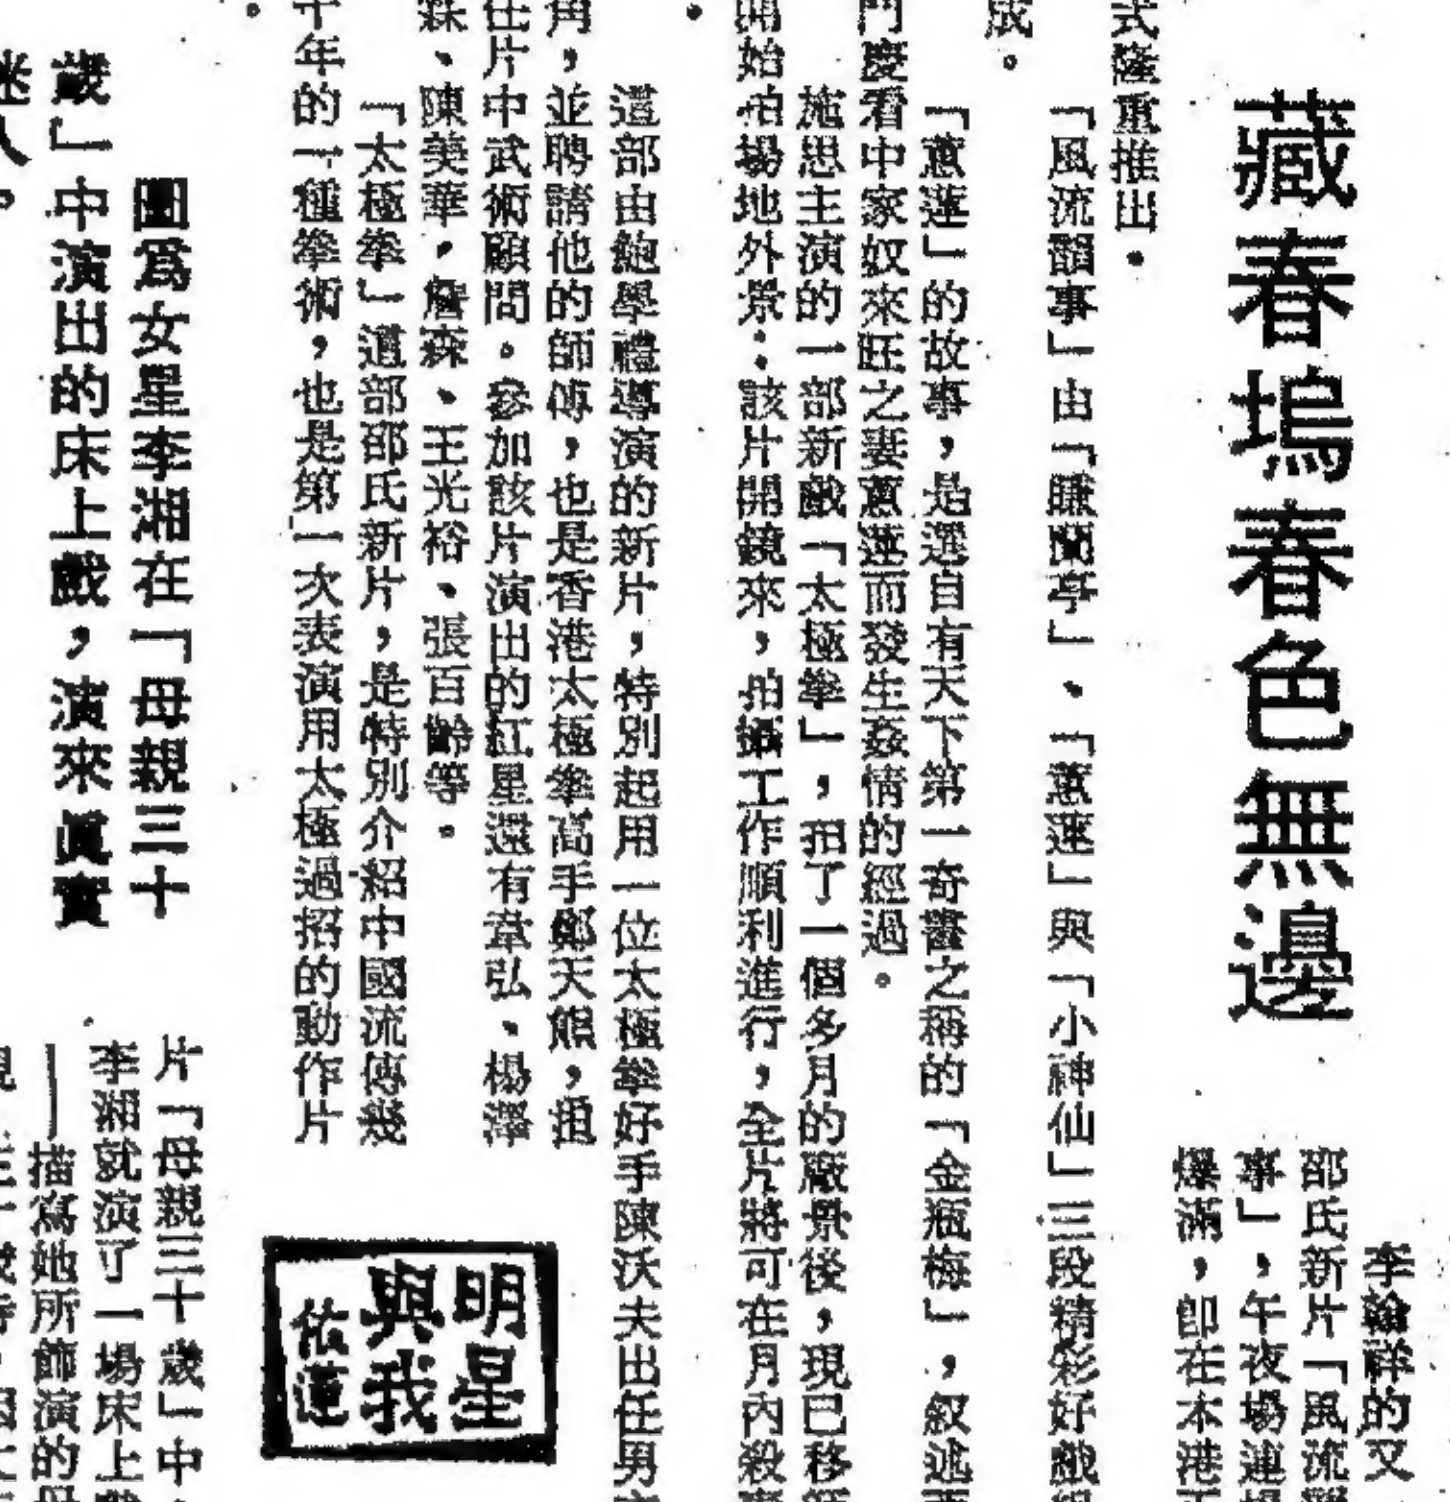 藏春塢春色無邊
李翰祥的又
邵氏新片「風流
事」,午夜場連場
爆滿,即在本港
式隆重推出。
「風流韻事」由「賺蘭亭」、「蕙蓮」與「小神仙」三段精彩好戲組
成。
「蕙蓮」的故事,是選自有天下第一奇書之稱的「金瓶梅」,叙述西
門慶看中家奴來旺之妻蕙蓮而發生姦情的經過。
施思主演的一部新戲「太極拳」,拍了一個多月的廠景後,現已移師
開始拍場地外景:該片開鏡來,拍攝工作順利進行,全片將可在月內殺
。
這部由鮑學禮導演的新片,特別起用一位太極拳好手陳沃夫出任男
角,並聘請他的師傅,也是香港太極拳高手鄭天熊,担
任片中武術顧問。參加該片演出的紅星還有韋弘、楊澤
霖、陳美華,詹森、王光裕、張百齡等。
「太極拳」這部邵氏新片,是特別介紹中國流傳幾
千年的一種拳術,也是第一次表演用太極過招的動作片
。
明星
與我
依蓮
圖為女星李湘在「母親三十
歲」中演出的床上戲,演來眞實
迷人。
片「母親三十歲」中
李湘就演了一場床上戲
——描寫她所飾演的母